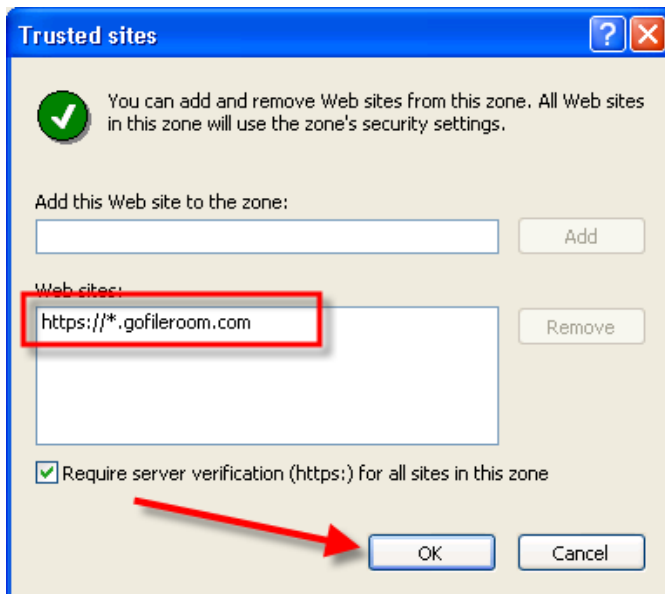 Trusted sites
?
You can add and remove Web sites from this zone. All Web sites
in this zone will use the zone's security settings.
Add this Web site to the zone:
Add
Web sites:
https://*.gofileroom.com
Remove
Require server verification (https:) for all sites in this zone
OK
Cancel